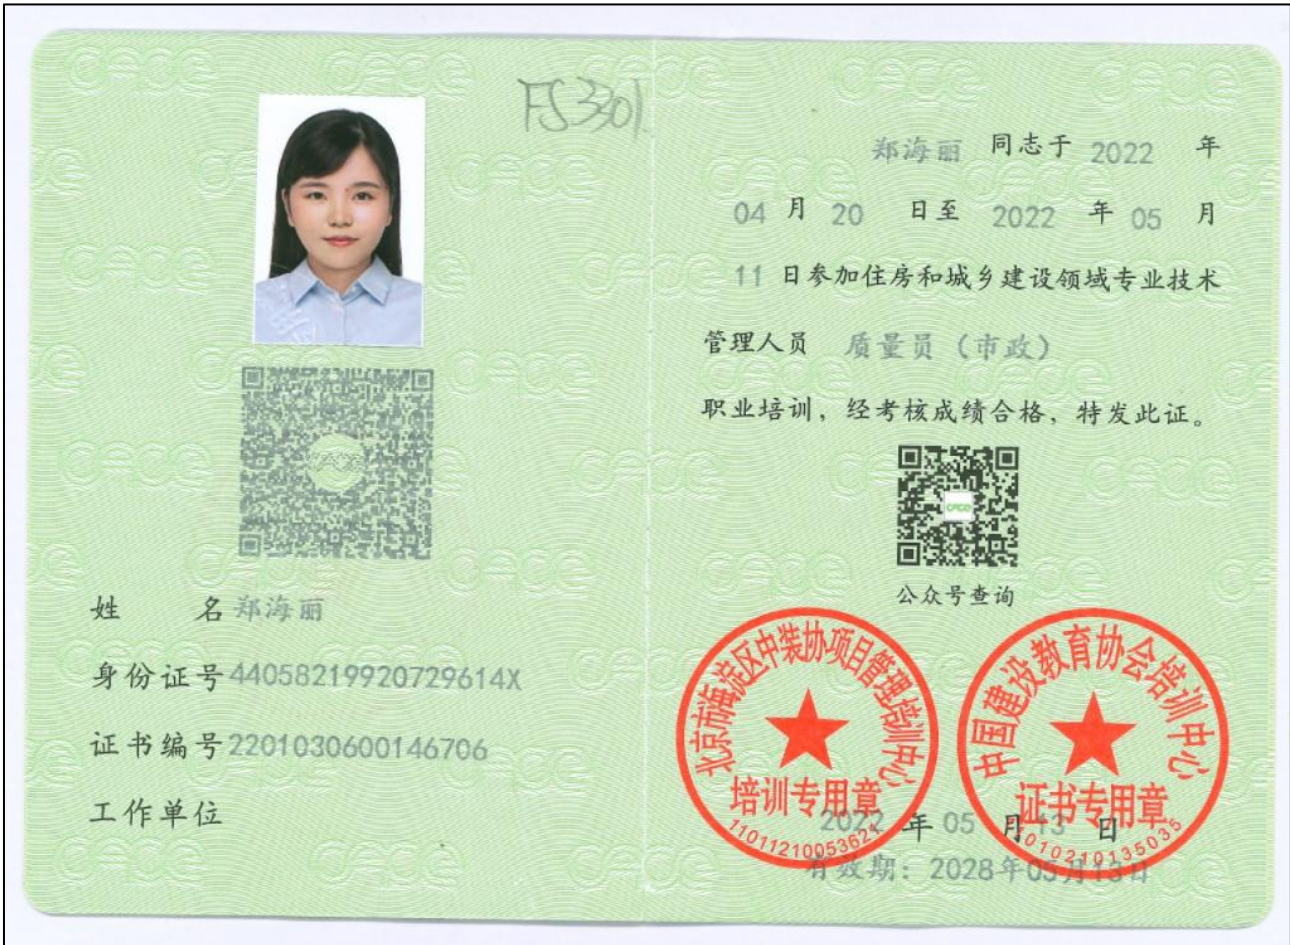 FS3301.
姓 名 郑海丽
身份证号 44058219920729614X
证书编号 2201030600146706
工作单位
郑海丽 同志于 2022 年
04 月 20 日至 2022 年 05 月
11 日参加住房和城乡建设领域专业技术
管理人员 质量员（市政）
职业培训，经考核成绩合格，特发此证。
cece
公众号查询
北京市海淀区中装协项目管理培训中心
培训专用章
11011210053621
中国建设教育协会培训中心
证书专用章
2022 年 05 月 13 日
有效期：2028年05月13日